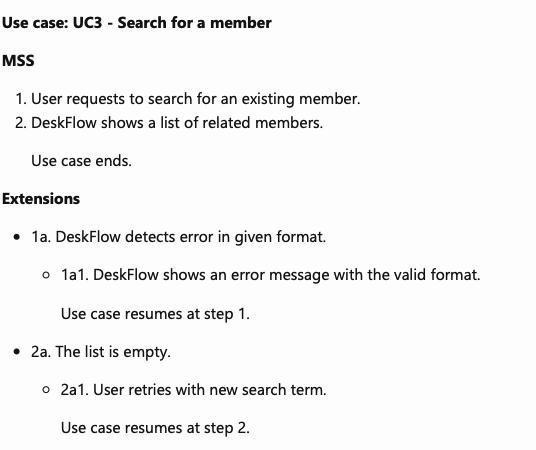 Use case: UC3 - Search for a member
MSS
1. User requests to search for an existing member.
2. DeskFlow shows a list of related members.
Use case ends.
Extensions
• 1a. DeskFlow detects error in given format.
◦ 1a1. DeskFlow shows an error message with the valid format.
Use case resumes at step 1.
• 2a. The list is empty.
◦ 2a1. User retries with new search term.
Use case resumes at step 2.